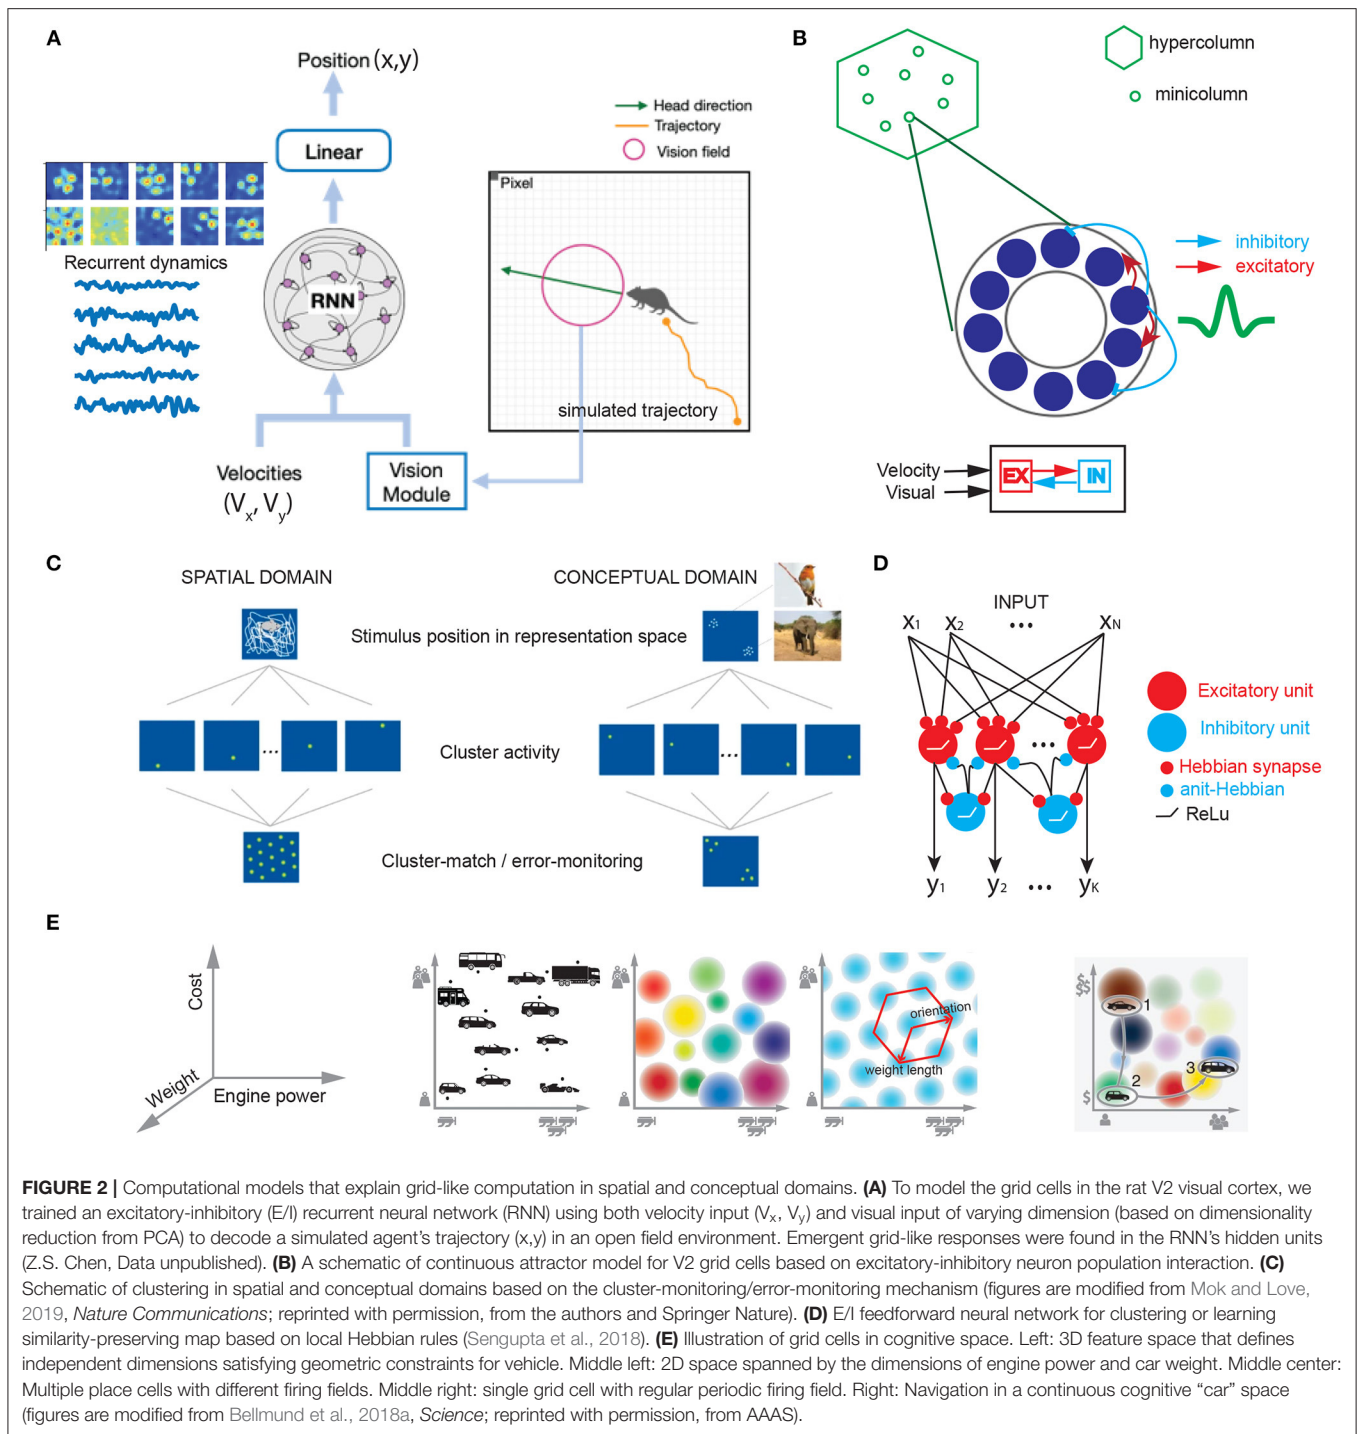 A
Position (x,y)
Linear
Head direction
Trajectory
Vision field
Pixel
Recurrent dynamics
RNN
simulated trajectory
Velocities
(Vx, Vy)
Vision
Module
B
hypercolumn
minicolumn
inhibitory
excitatory
Velocity
Visual
EX
IN
C
SPATIAL DOMAIN
CONCEPTUAL DOMAIN
Stimulus position in representation space
...
Cluster activity
...
Cluster-match / error-monitoring
D
INPUT
x1 x2 ... xN
Excitatory unit
Inhibitory unit
...
Hebbian synapse
anit-Hebbian
ReLu
y1 y2 ... yK
E
Cost
Weight
Engine power
orientation
weight length
$$
1
2
3
$
FIGURE 2 | Computational models that explain grid-like computation in spatial and conceptual domains. (A) To model the grid cells in the rat V2 visual cortex, we
trained an excitatory-inhibitory (E/I) recurrent neural network (RNN) using both velocity input (Vx, Vy) and visual input of varying dimension (based on dimensionality
reduction from PCA) to decode a simulated agent's trajectory (x,y) in an open field environment. Emergent grid-like responses were found in the RNN's hidden units
(Z.S. Chen, Data unpublished). (B) A schematic of continuous attractor model for V2 grid cells based on excitatory-inhibitory neuron population interaction. (C)
Schematic of clustering in spatial and conceptual domains based on the cluster-monitoring/error-monitoring mechanism (figures are modified from Mok and Love,
2019, Nature Communications; reprinted with permission, from the authors and Springer Nature). (D) E/I feedforward neural network for clustering or learning
similarity-preserving map based on local Hebbian rules (Sengupta et al., 2018). (E) Illustration of grid cells in cognitive space. Left: 3D feature space that defines
independent dimensions satisfying geometric constraints for vehicle. Middle left: 2D space spanned by the dimensions of engine power and car weight. Middle center:
Multiple place cells with different firing fields. Middle right: single grid cell with regular periodic firing field. Right: Navigation in a continuous cognitive “car” space
(figures are modified from Bellmund et al., 2018a, Science; reprinted with permission, from AAAS).